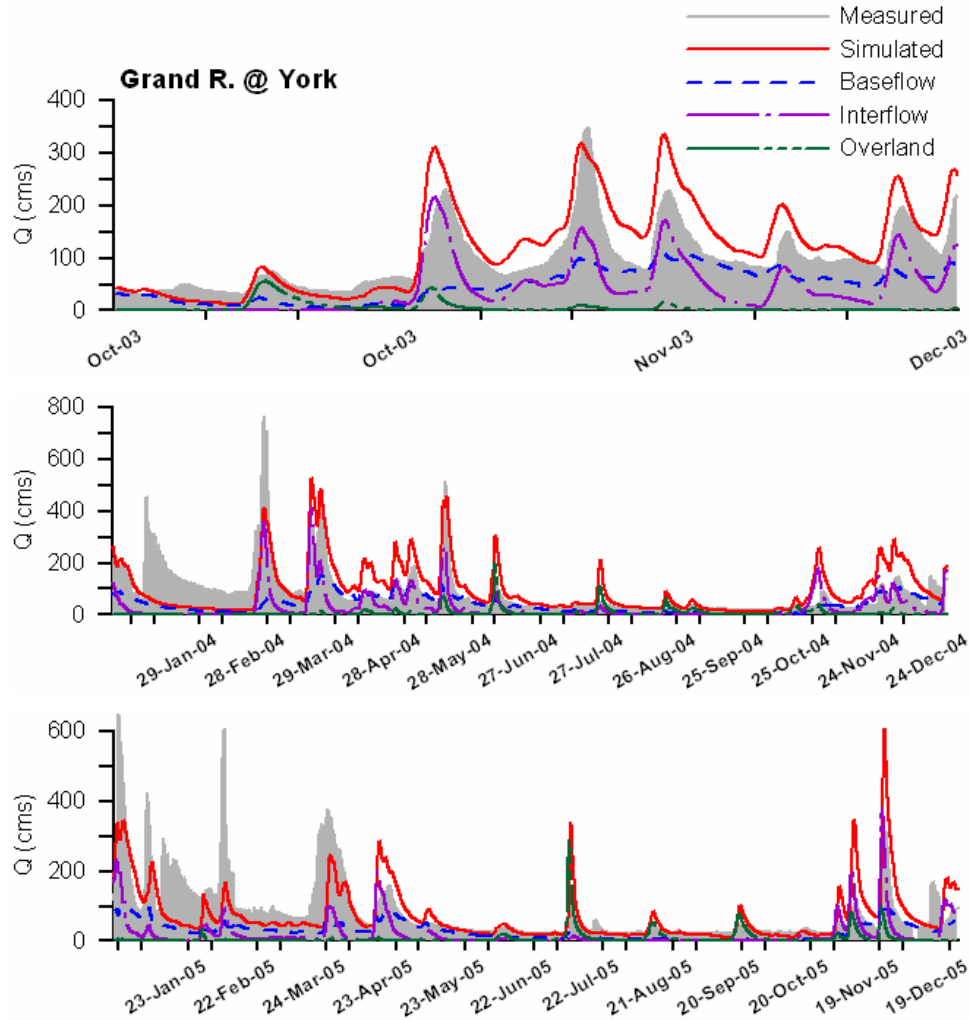 Measured
Simulated
Baseflow
Interflow
Overland
Grand R. @ York
Q (cms)
400
300
200
100
0
Oct-03 Oct-03 Nov-03 Dec-03
Q (cms)
800
600
400
200
0
29-Jan-04 28-Feb-04 29-Mar-04 28-Apr-04 28-May-04 27-Jun-04 27-Jul-04 26-Aug-04 25-Sep-04 25-Oct-04 24-Nov-04 24-Dec-04
Q (cms)
600
400
200
0
23-Jan-05 22-Feb-05 24-Mar-05 23-Apr-05 23-May-05 22-Jun-05 22-Jul-05 21-Aug-05 20-Sep-05 20-Oct-05 19-Nov-05 19-Dec-05